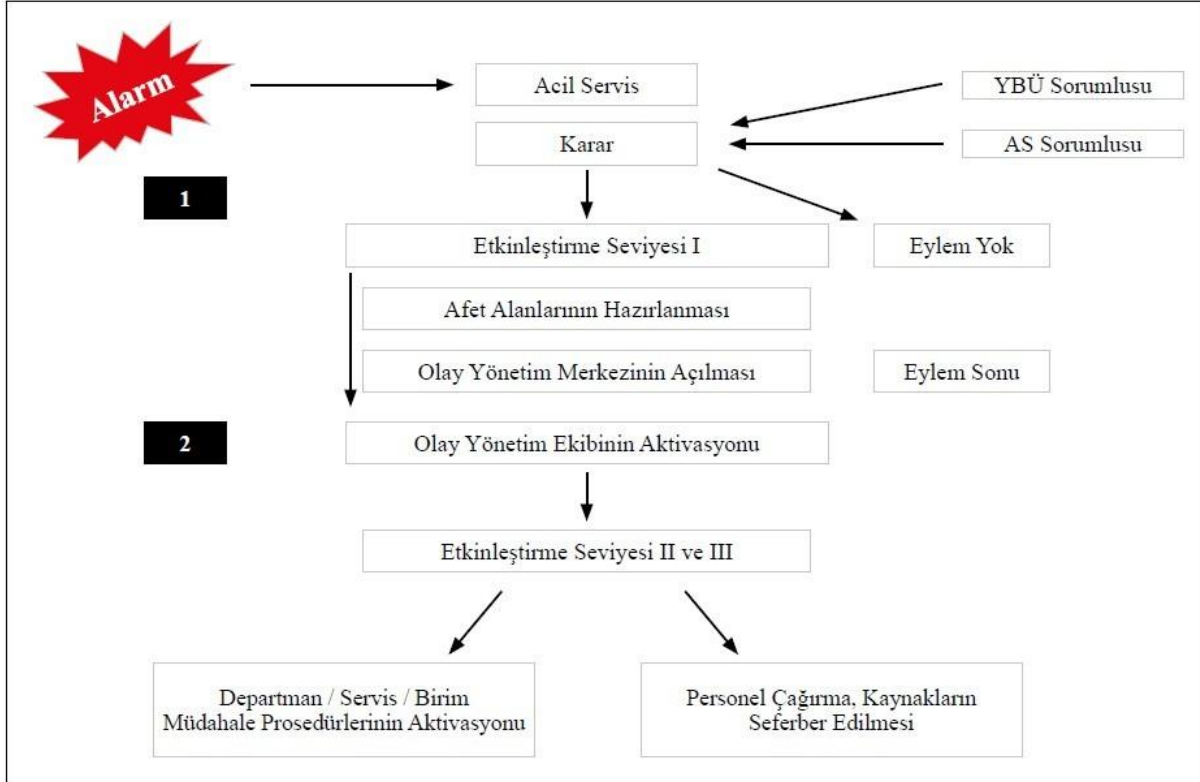 Alarm
Acil Servis
YBÜ Sorumlusu
Karar
AS Sorumlusu
1
Etkinleştirme Seviyesi I
Eylem Yok
Afet Alanlarının Hazırlanması
Olay Yönetim Merkezinin Açılması
Eylem Sonu
2
Olay Yönetim Ekibinin Aktivasyonu
Etkinleştirme Seviyesi II ve III
Departman / Servis / Birim
Müdahale Prosedürlerinin Aktivasyonu
Personel Çağırma, Kaynakların
Seferber Edilmesi